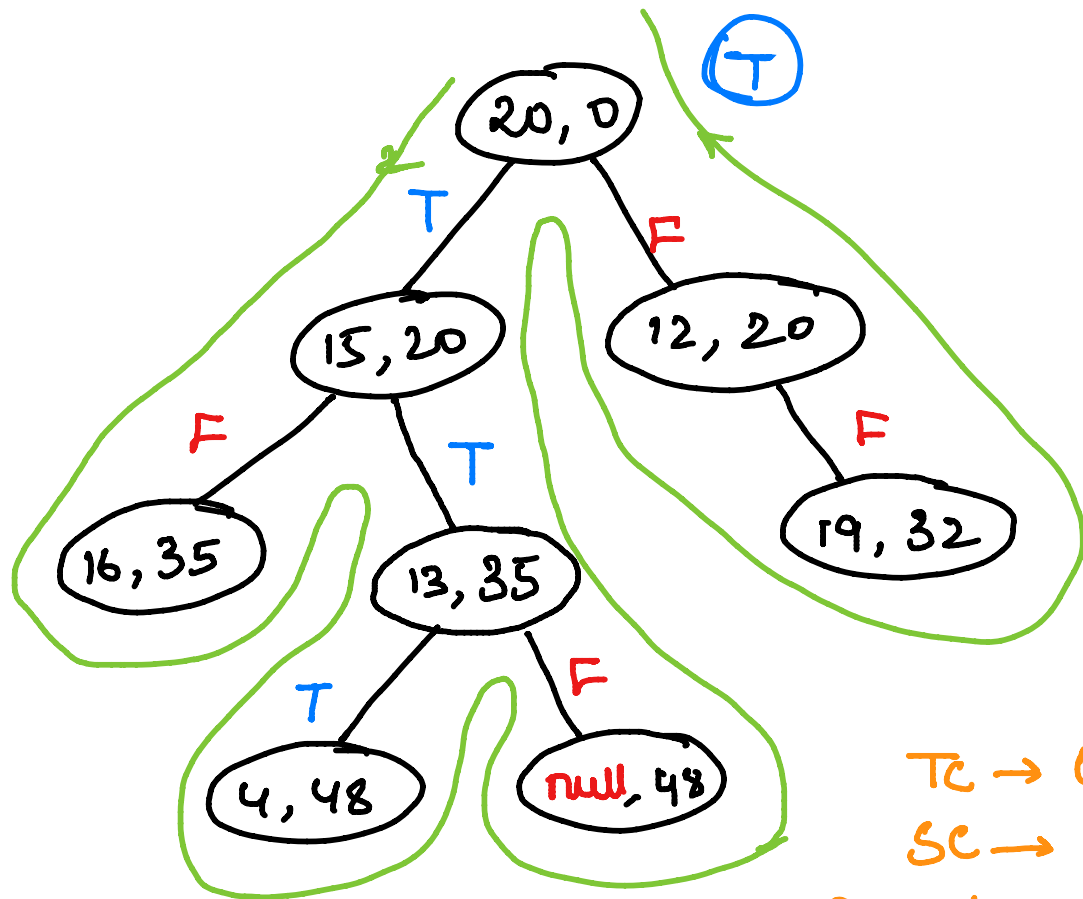 T
20, 0
T
F
15, 20
12, 20
F
T
F
16, 35
13, 35
19, 32
T
F
4, 48
null, 48
TC →
SC →